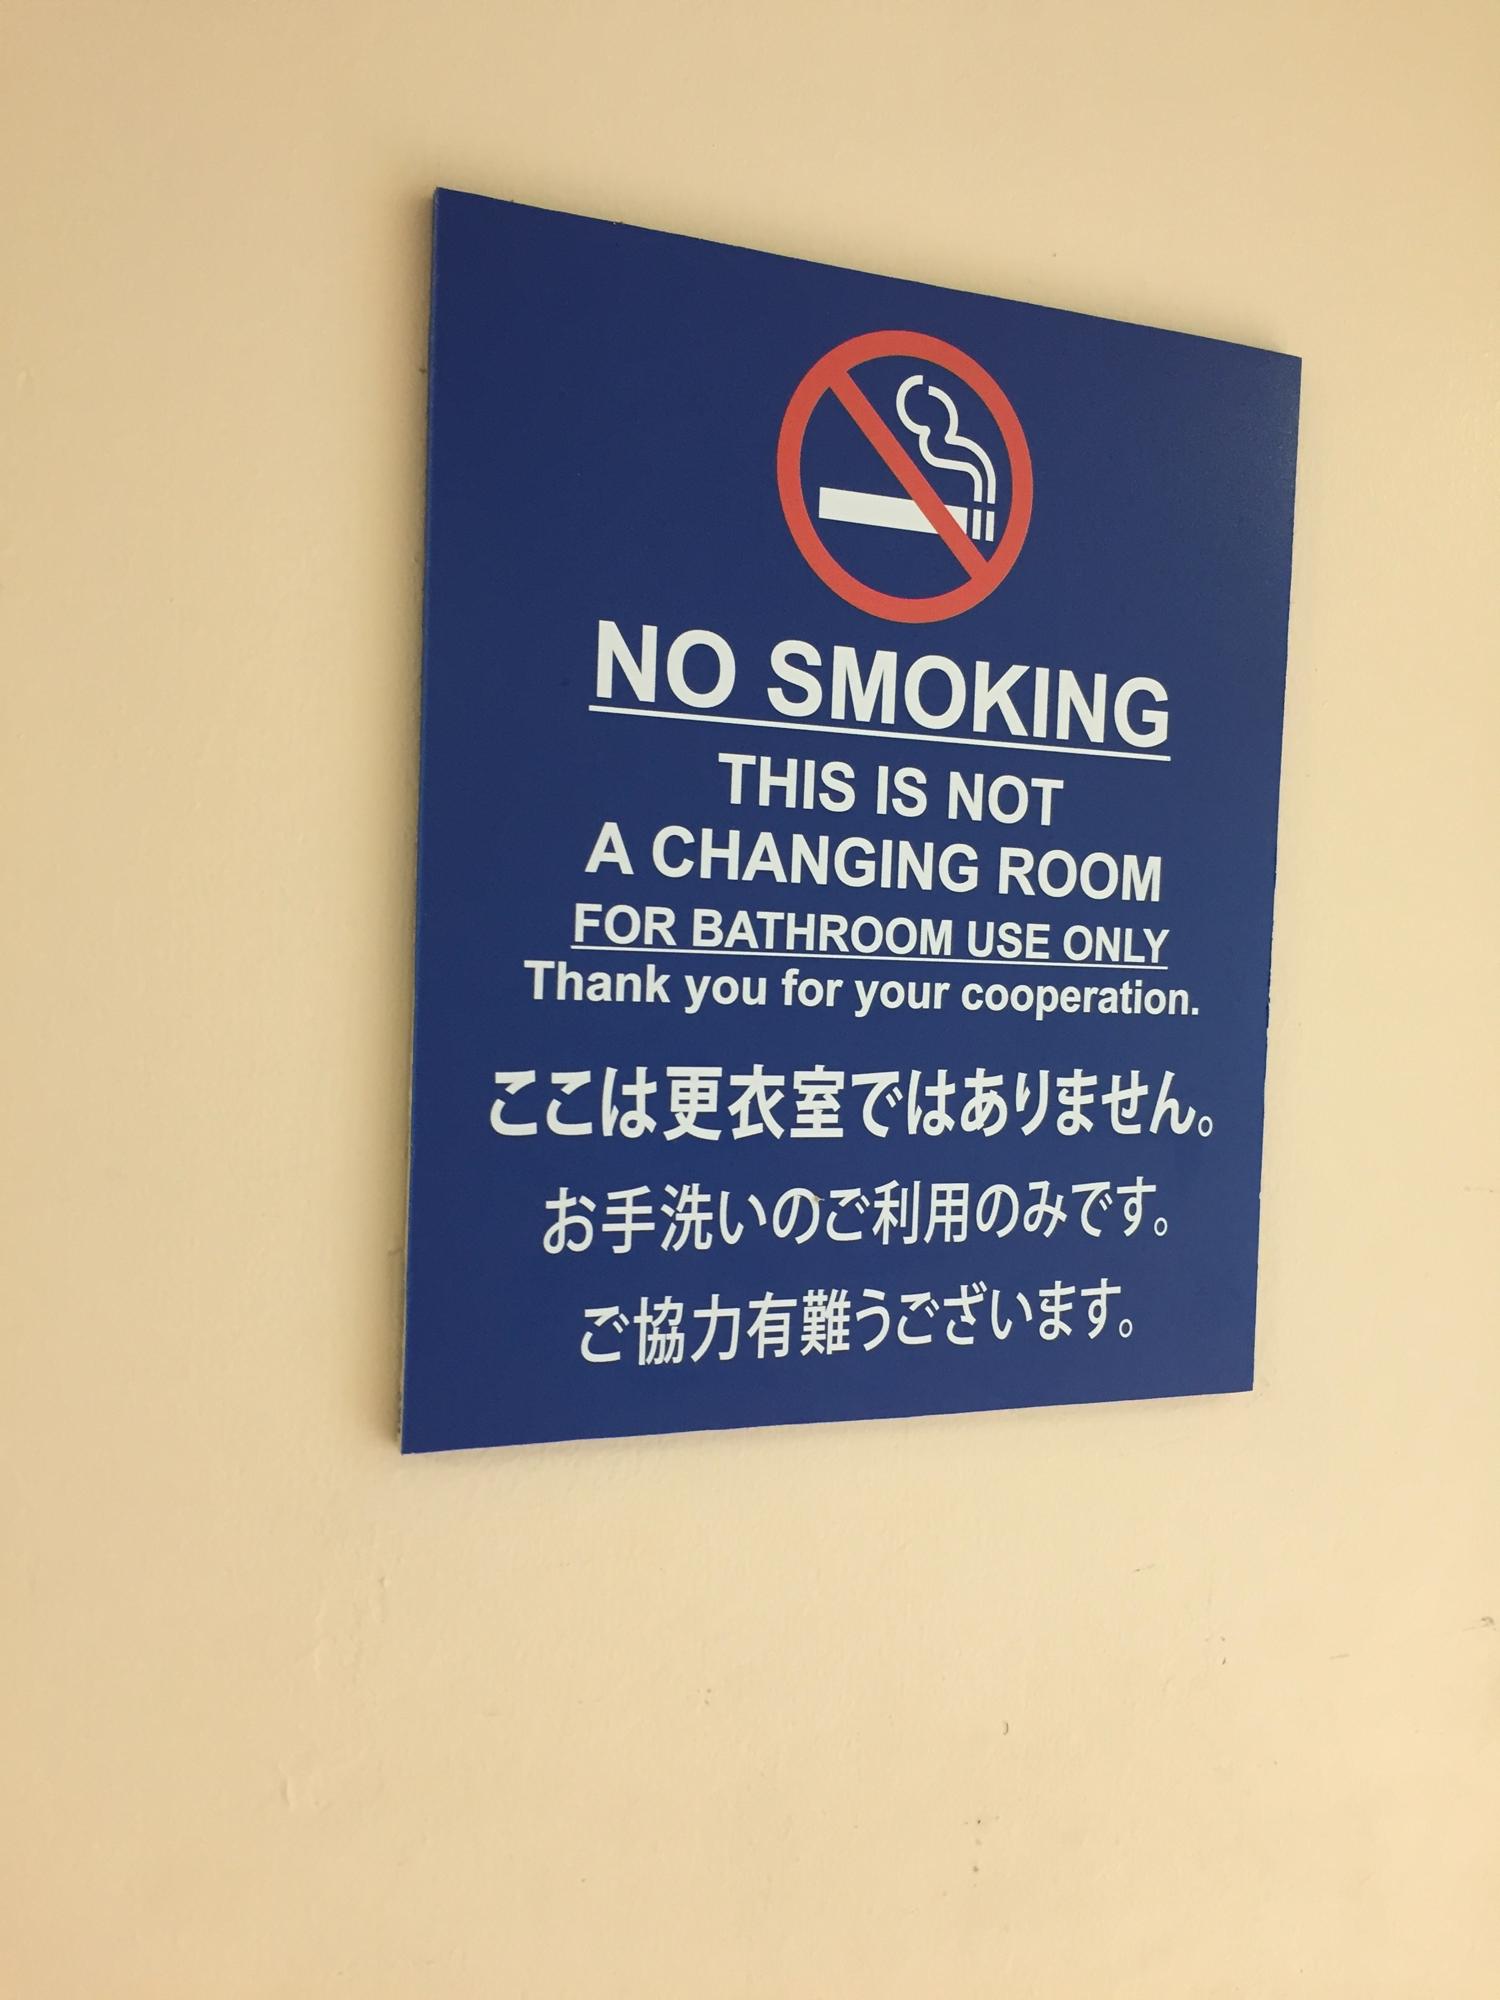 NO SMOKING
THIS IS NOT
A CHANGING ROOM
FOR BATHROOM USE ONLY
Thank you for your cooperation.
ここは更衣室ではありません。
お手洗いのご利用のみです。
ご協力有難うございます。